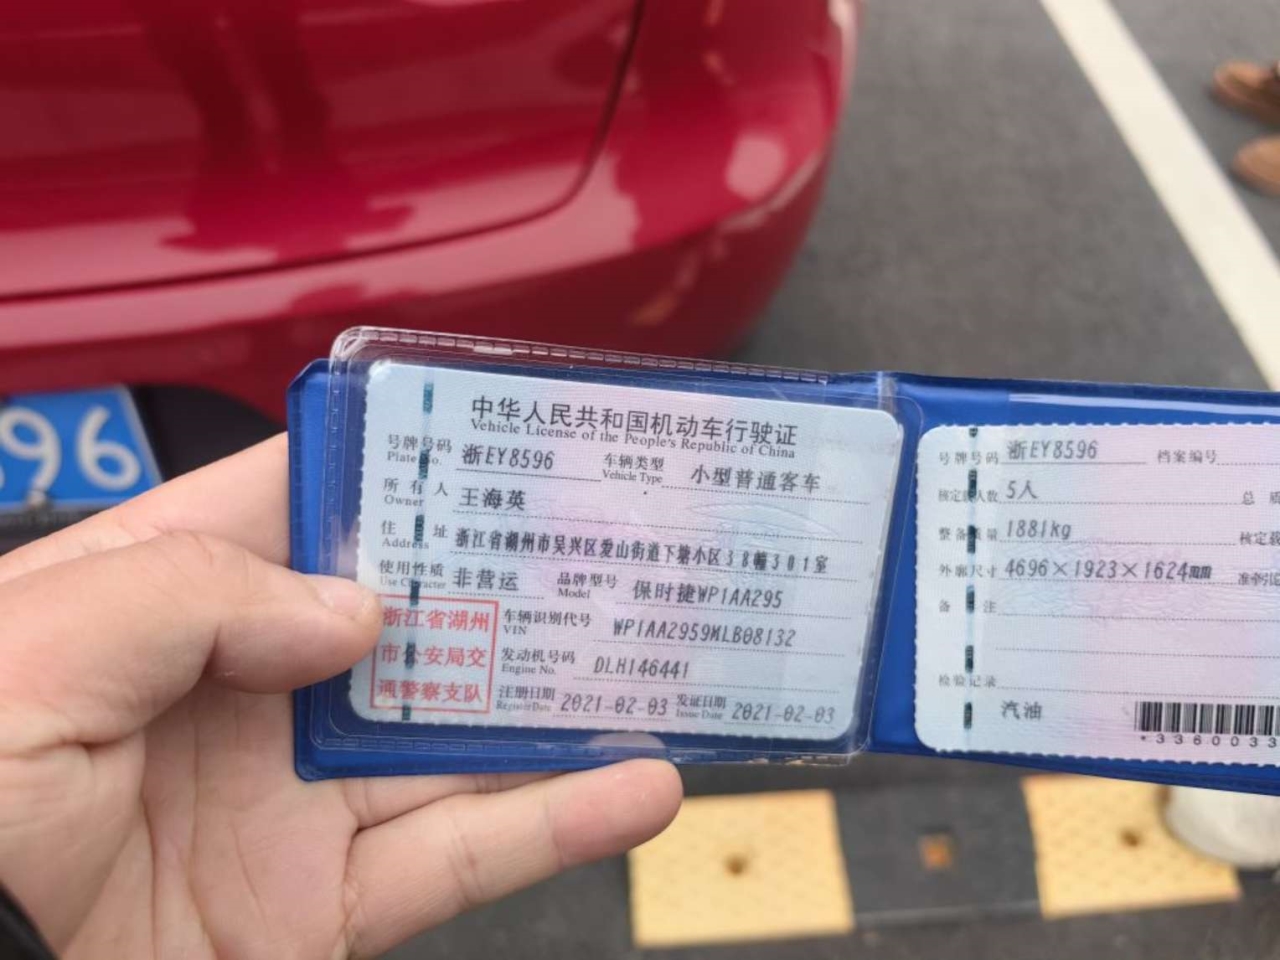 96
中华人民共和国机动车行驶证
Vehicle License of the People's Republic of China
号牌号码 浙EY8596 车辆类型 小型普通客车
Plate No. Vehicle Type
所有人 王海英
Owner
住址 浙江省湖州市吴兴区爱山街道下塘小区38幢301室
Address
使用性质 非营运 品牌型号 保时捷WP1AA295
Use Character Model
浙江省湖州
市公安局交
通警察支队
车辆识别代号 WP1AA2959MLB08132
VIN
发动机号码 DLH146441
Engine No.
注册日期 2021-02-03 发证日期 2021-02-03
Register Date Issue Date
号牌号码 浙EY8596 档案编号
核定载人数 5人 总
整备质量 1881kg 核定载
外廓尺寸 4696×1923×1624mm 准牵引
备注
检验记录
汽油
*3360033